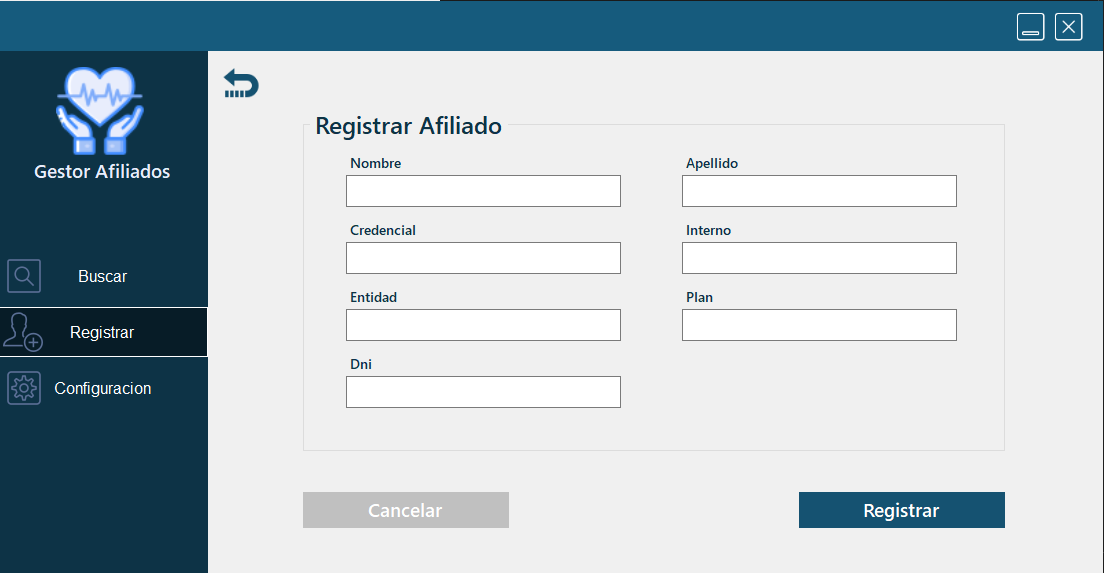 Gestor Afiliados
Buscar
Registrar
Configuracion
Registrar Afiliado
Nombre
Apellido
Credencial
Interno
Entidad
Plan
Dni
Cancelar
Registrar